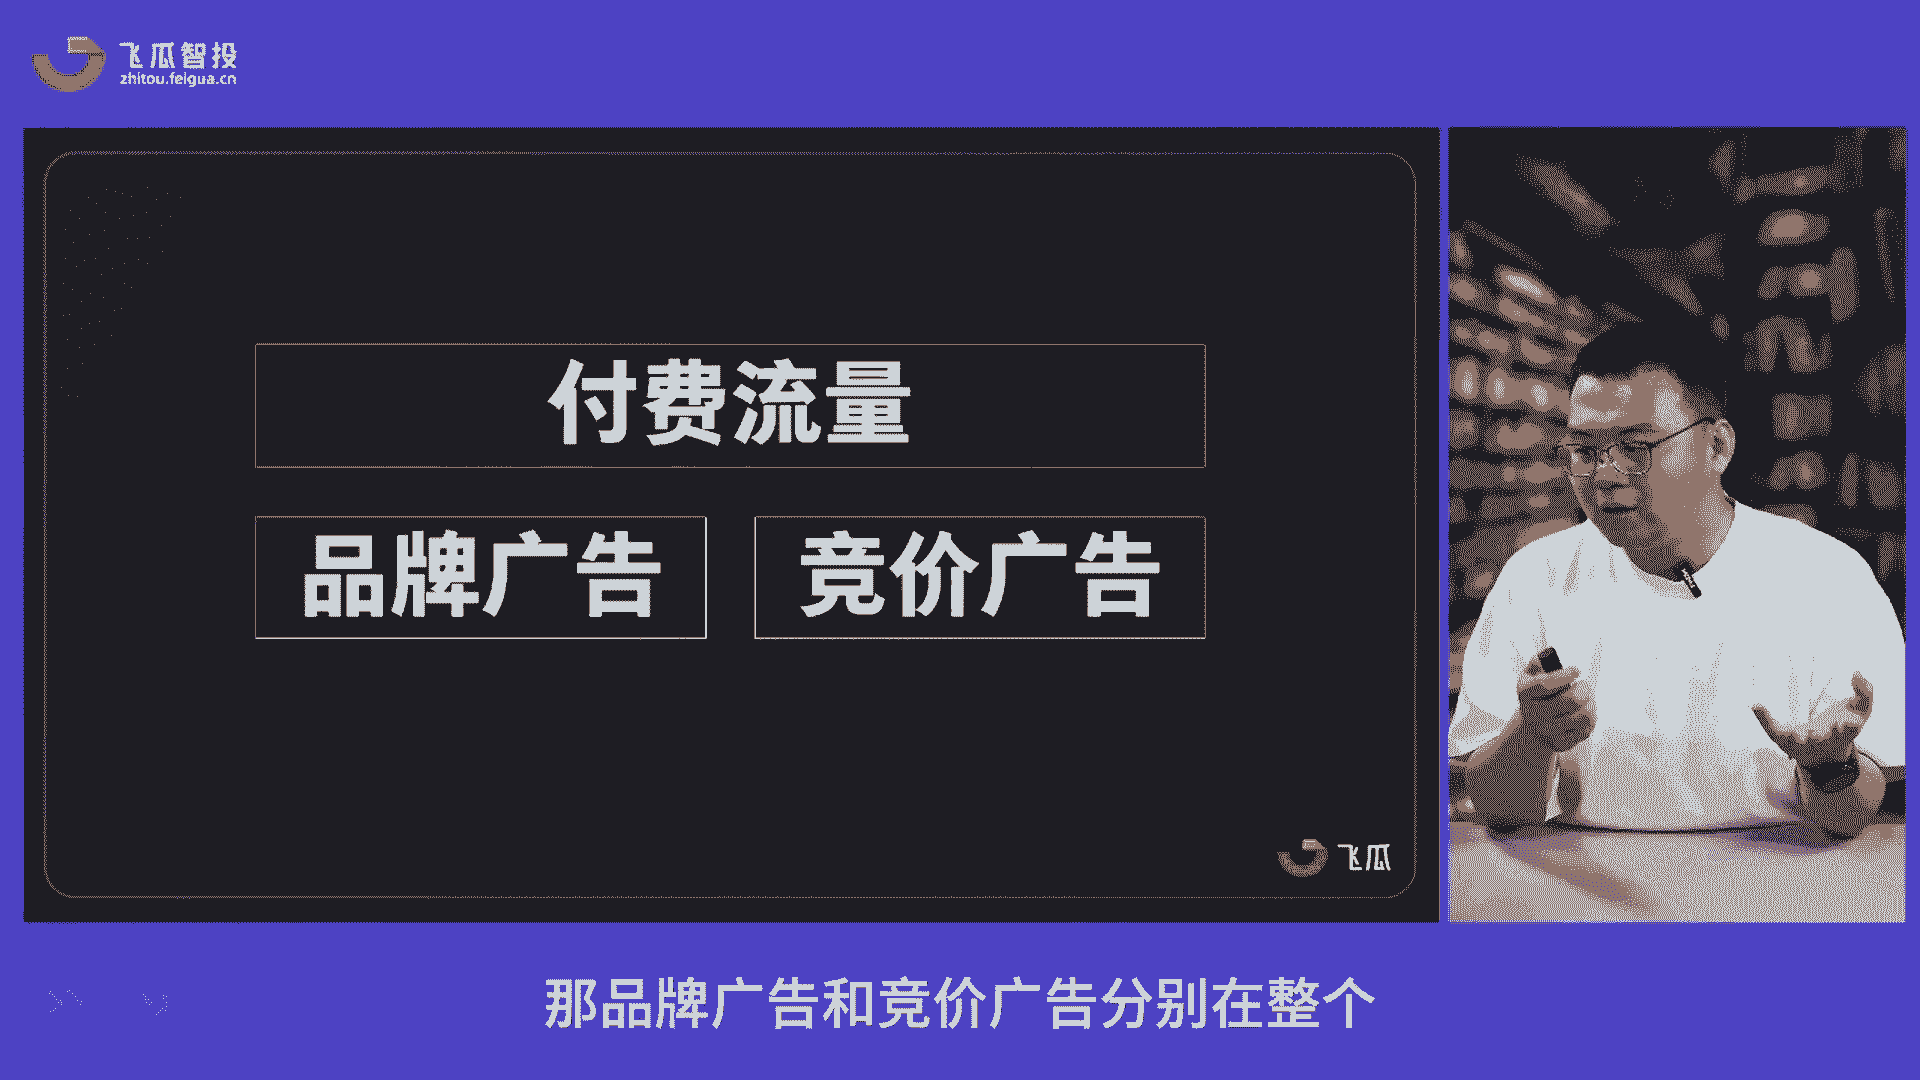 飞瓜智投
zhitou.feigua.cn
付费流量
品牌广告
竞价广告
飞瓜
那品牌广告和竞价广告分别在整个